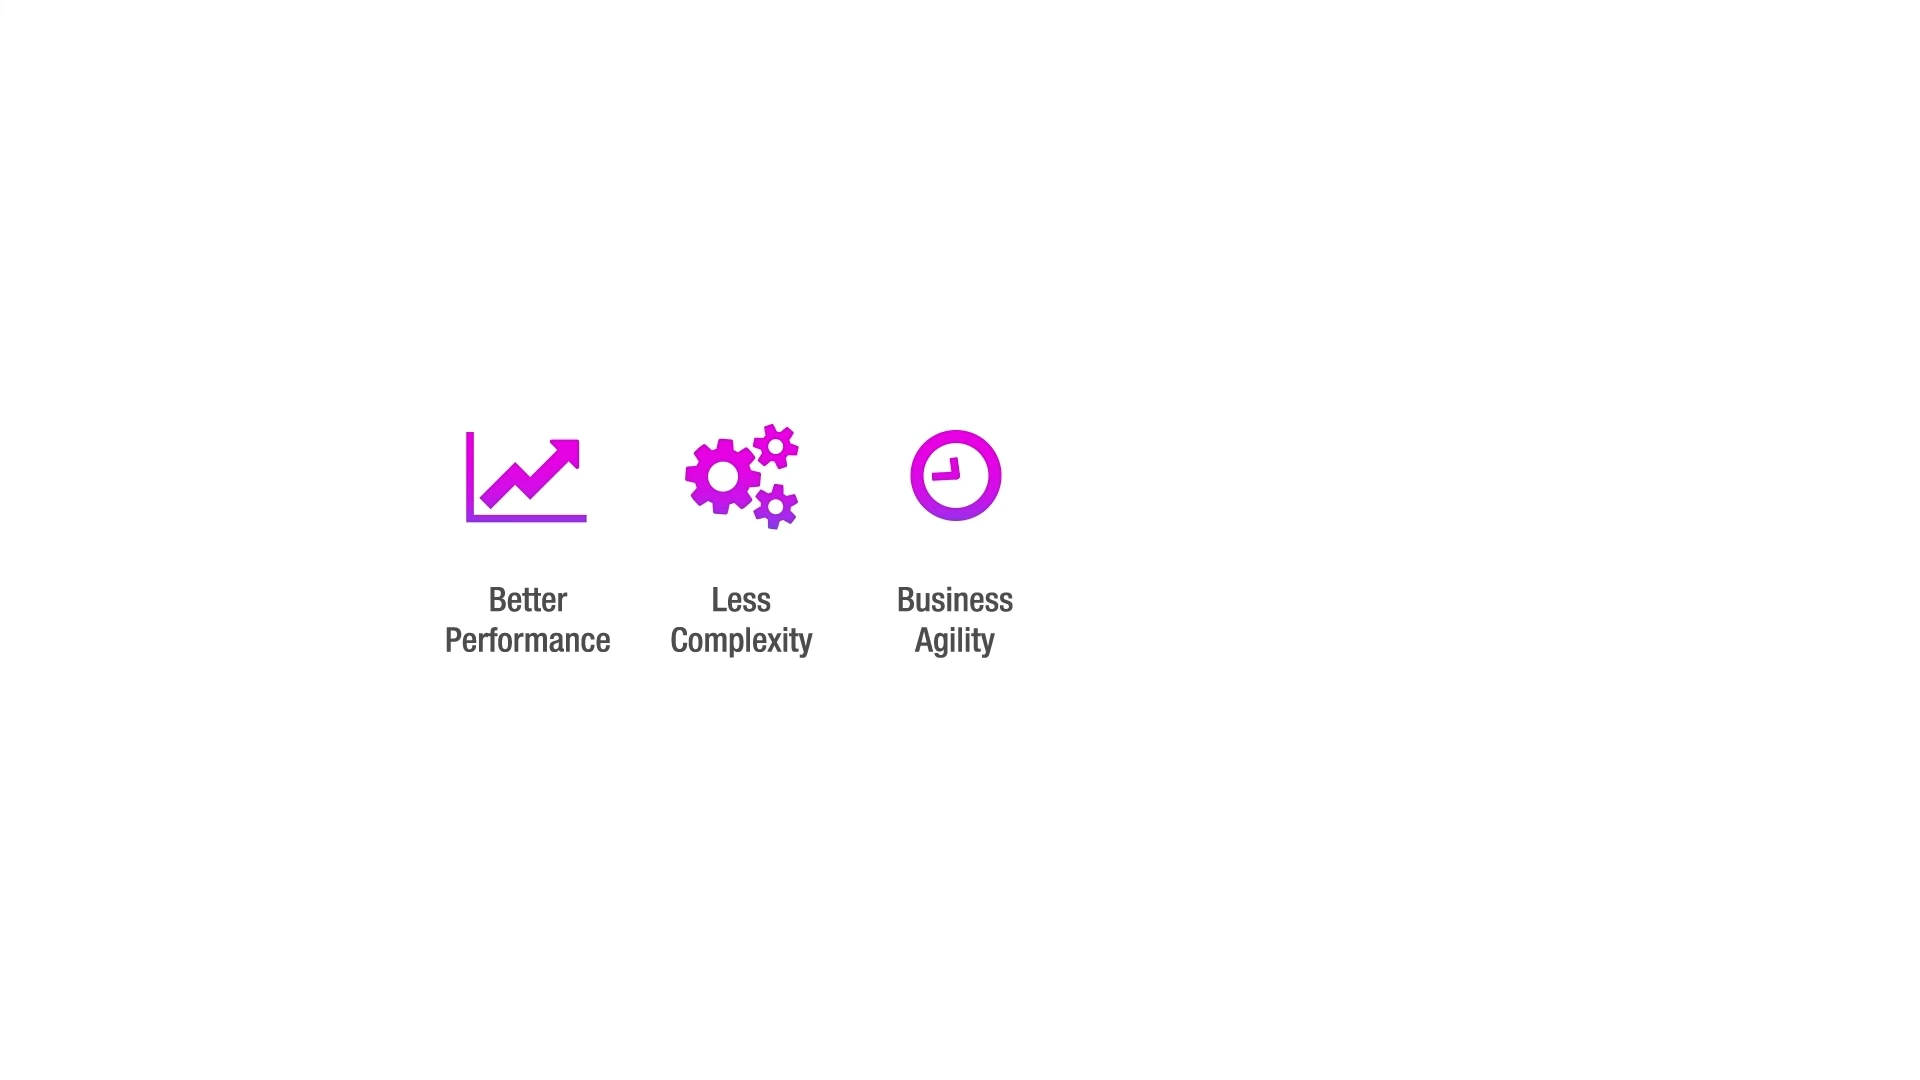 Better
Performance
Less
Complexity
Business
Agility